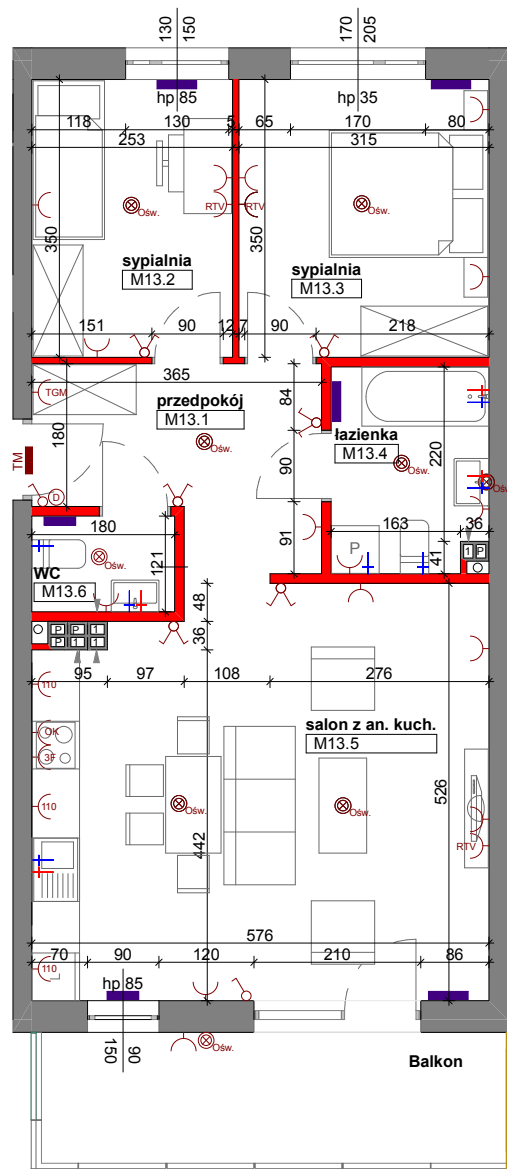 130
150
170
205
hp 85
hp 35
118
130
5
65
170
80
253
315
Ośw.
RTV
RTV
Ośw.
350
350
sypialnia
M13.2
sypialnia
M13.3
151
90
12
7
90
218
365
TGM
przedpokój
M13.1
84
180
Ośw.
łazienka
M13.4
220
Ośw.
TM
90
D
Ośw.
180
91
163
36
P
41
1
P
WC
M13.6
Ośw.
121
48
36
P
P
1
P
1
1
95
97
108
276
110
salon z an. kuch.
M13.5
OK
3F
110
Ośw.
Ośw.
526
442
RTV
576
70
90
120
210
86
110
L
hp 85
150
90
Ośw.
Balkon